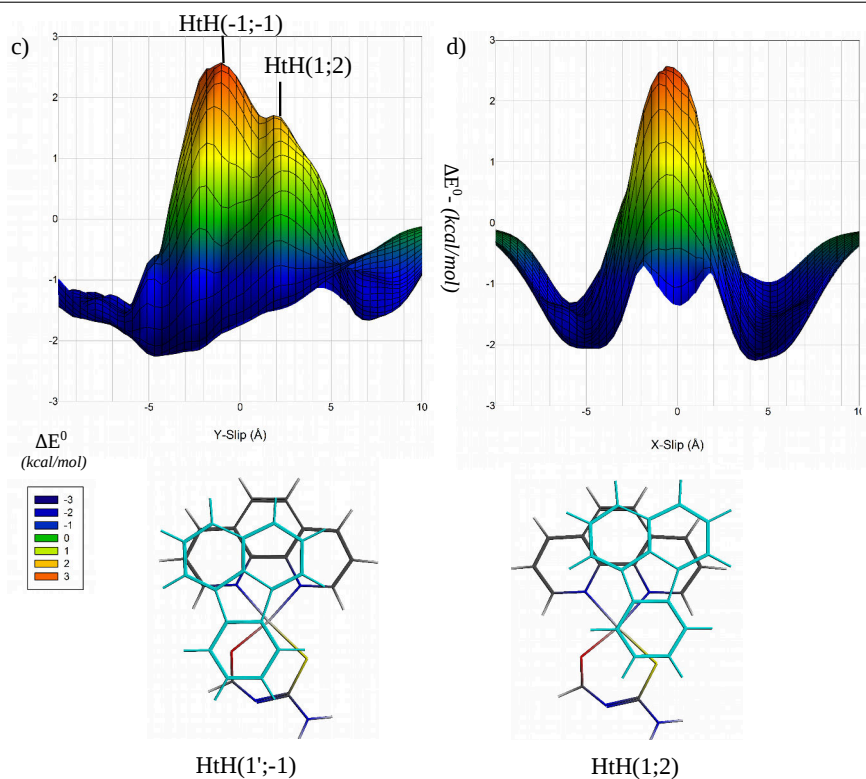 c)
HtH(-1;-1)
HtH(1;2)
3
2
1
0
-1
-2
-3
-5
0
5
10
Y-Slip (Å)
d)
ΔE⁰- (kcal/mol)
3
2
1
0
-1
-2
-3
-5
0
5
10
X-Slip (Å)
ΔE⁰
(kcal/mol)
-3
-2
-1
0
1
2
3
HtH(1';-1)
HtH(1;2)